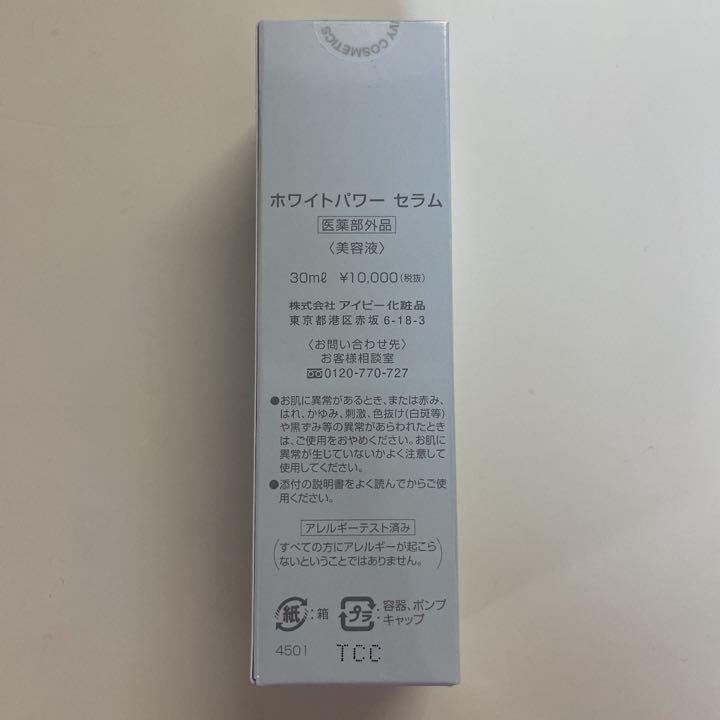 IVY COSMETICS
ホワイトパワー セラム
医薬部外品
〈美容液〉
30mℓ ¥10,000(税抜)
株式会社 アイビー化粧品
東京都港区赤坂 6-18-3
〈お問い合わせ先〉
お客様相談室
0120-770-727
●お肌に異常があるとき、または赤み、
はれ、かゆみ、刺激、色抜け(白斑等)
や黒ずみ等の異常があらわれたとき
は、ご使用をおやめください。お肌に
異常が生じていないかよく注意して
使用してください。
●添付の説明書をよく読んでからご使
用ください。
アレルギーテスト済み
(すべての方にアレルギーが起こら
ないということではありません。)
紙:箱
プラ:容器、ポンプ
キャップ
4501 TCC